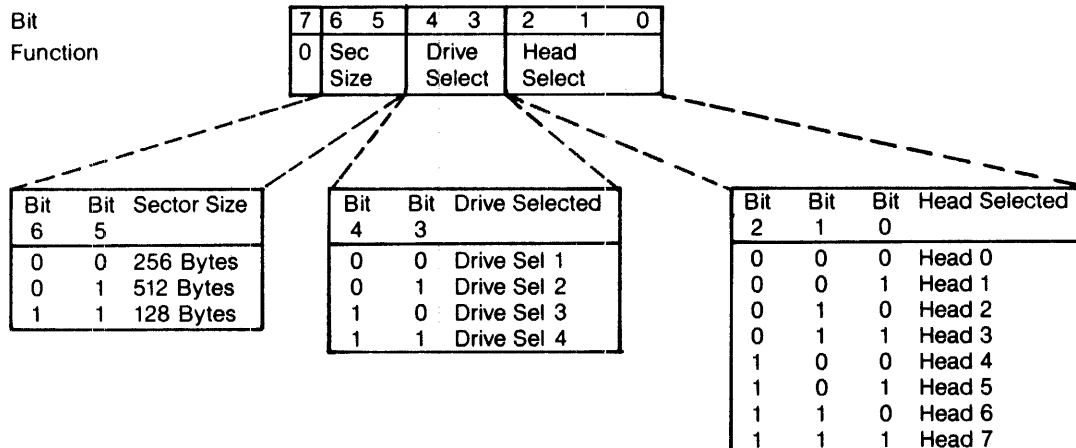 Bit 7 6 5 4 3 2 1 0
Function 0 Sec Drive Head
Size Select Select
Bit Bit Sector Size
6 5
0 0 256 Bytes
0 1 512 Bytes
1 1 128 Bytes
Bit Bit Drive Selected
4 3
0 0 Drive Sel 1
0 1 Drive Sel 2
1 0 Drive Sel 3
1 1 Drive Sel 4
Bit Bit Bit Head Selected
2 1 0
0 0 0 Head 0
0 0 1 Head 1
0 1 0 Head 2
0 1 1 Head 3
1 0 0 Head 4
1 0 1 Head 5
1 1 0 Head 6
1 1 1 Head 7